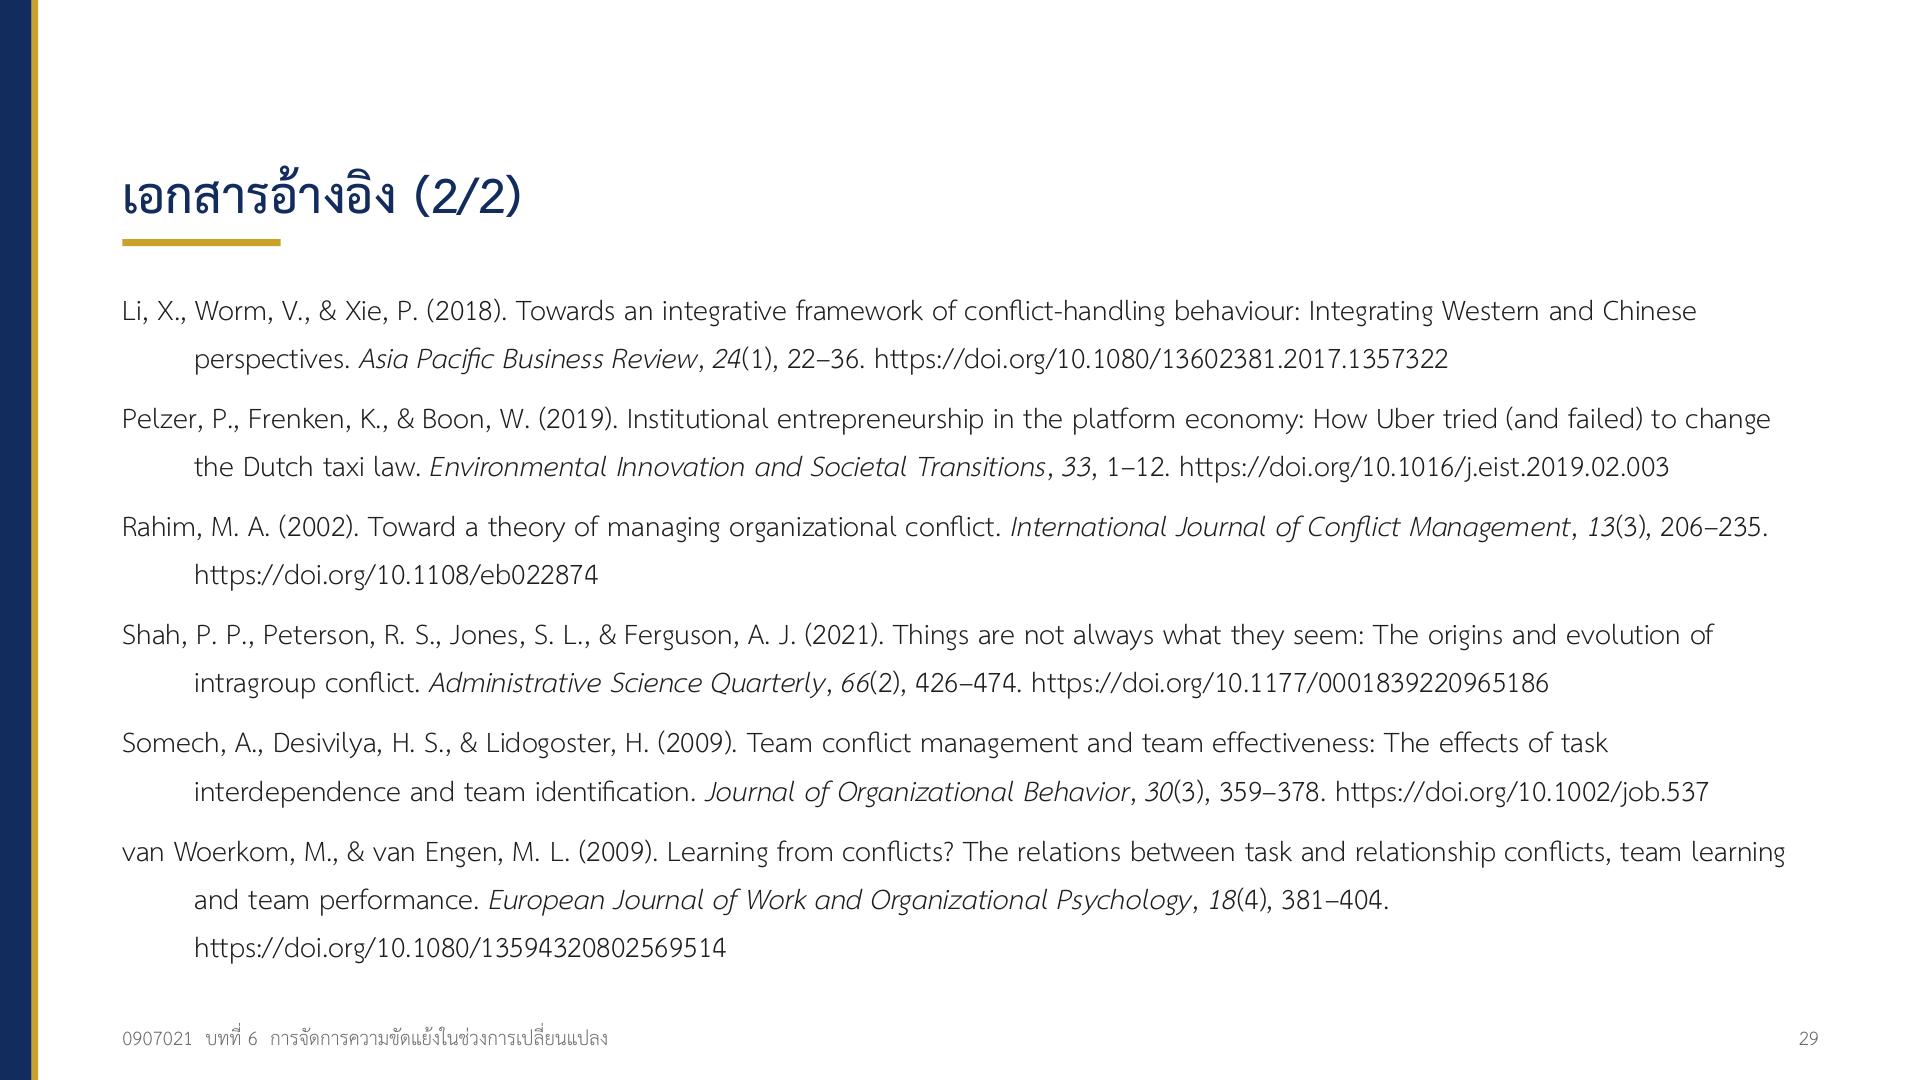 เอกสารอ้างอิง (2/2)
Li, X., Worm, V., & Xie, P. (2018). Towards an integrative framework of conflict-handling behaviour: Integrating Western and Chinese
perspectives. Asia Pacific Business Review, 24(1), 22–36. https://doi.org/10.1080/13602381.2017.1357322
Pelzer, P., Frenken, K., & Boon, W. (2019). Institutional entrepreneurship in the platform economy: How Uber tried (and failed) to change
the Dutch taxi law. Environmental Innovation and Societal Transitions, 33, 1–12. https://doi.org/10.1016/j.eist.2019.02.003
Rahim, M. A. (2002). Toward a theory of managing organizational conflict. International Journal of Conflict Management, 13(3), 206–235.
https://doi.org/10.1108/eb022874
Shah, P. P., Peterson, R. S., Jones, S. L., & Ferguson, A. J. (2021). Things are not always what they seem: The origins and evolution of
intragroup conflict. Administrative Science Quarterly, 66(2), 426–474. https://doi.org/10.1177/0001839220965186
Somech, A., Desivilya, H. S., & Lidogoster, H. (2009). Team conflict management and team effectiveness: The effects of task
interdependence and team identification. Journal of Organizational Behavior, 30(3), 359–378. https://doi.org/10.1002/job.537
van Woerkom, M., & van Engen, M. L. (2009). Learning from conflicts? The relations between task and relationship conflicts, team learning
and team performance. European Journal of Work and Organizational Psychology, 18(4), 381–404.
https://doi.org/10.1080/13594320802569514
0907021 บทที่ 6 การจัดการความขัดแย้งในช่วงการเปลี่ยนแปลง
29